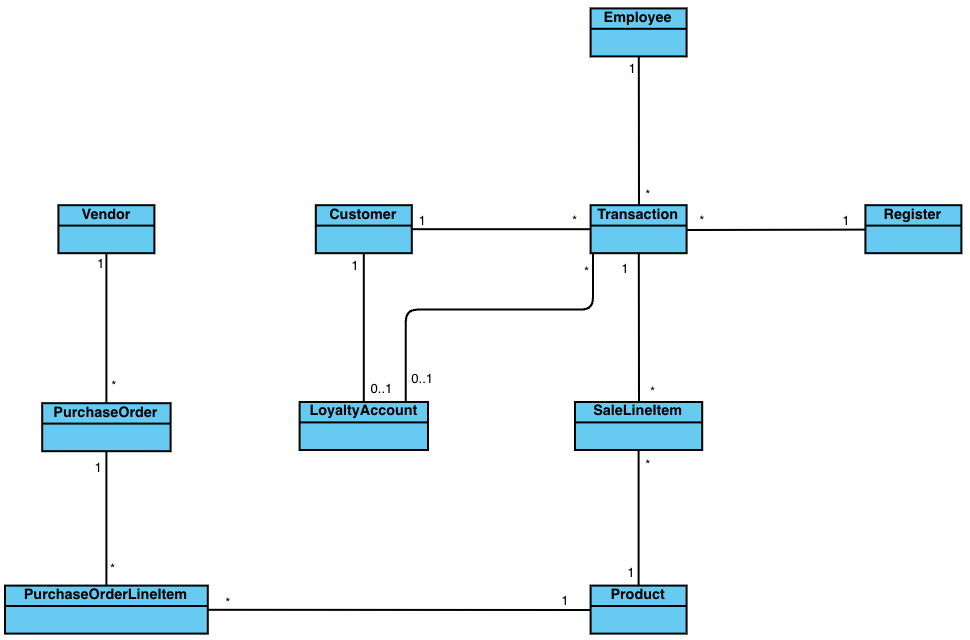 Employee
1
*
Vendor
Customer
Transaction
Register
1
*
*
1
1
1
*
1
*
0..1
0..1
*
PurchaseOrder
LoyaltyAccount
SaleLineItem
1
*
*
1
PurchaseOrderLineItem
*
1
Product